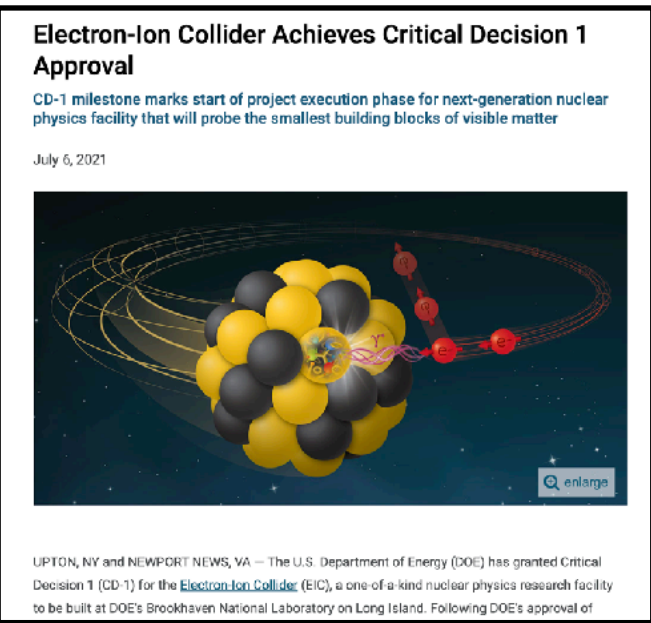 Electron-Ion Collider Achieves Critical Decision 1
Approval
CD-1 milestone marks start of project execution phase for next-generation nuclear
physics facility that will probe the smallest building blocks of visible matter
July 6, 2021
γ*
e-
e-
enlarge
UPTON, NY and NEWPORT NEWS, VA — The U.S. Department of Energy (DOE) has granted Critical
Decision 1 (CD-1) for the Electron-Ion Collider (EIC), a one-of-a-kind nuclear physics research facility
to be built at DOE's Brookhaven National Laboratory on Long Island. Following DOE's approval of